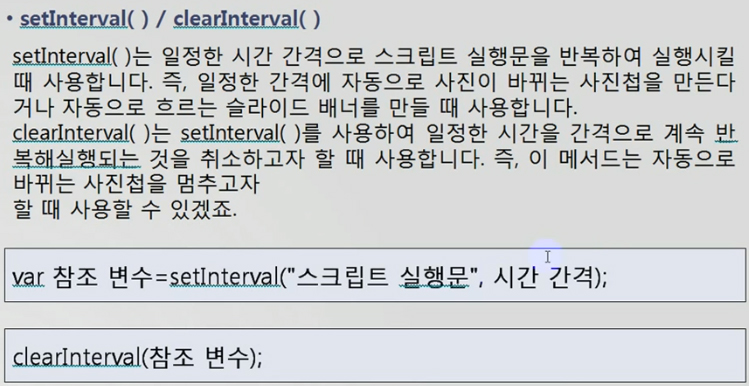 • setInterval( ) / clearInterval( )
setInterval( )는 일정한 시간 간격으로 스크립트 실행문을 반복하여 실행시킬
때 사용합니다. 즉, 일정한 간격에 자동으로 사진이 바뀌는 사진첩을 만든다
거나 자동으로 흐르는 슬라이드 배너를 만들 때 사용합니다.
clearInterval( )는 setInterval( )를 사용하여 일정한 시간을 간격으로 계속 반
복해실행되는 것을 취소하고자 할 때 사용합니다. 즉, 이 메서드는 자동으로
바뀌는 사진첩을 멈추고자
할 때 사용할 수 있겠죠.
var 참조 변수=setInterval("스크립트 실행문", 시간 간격);
clearInterval(참조 변수);